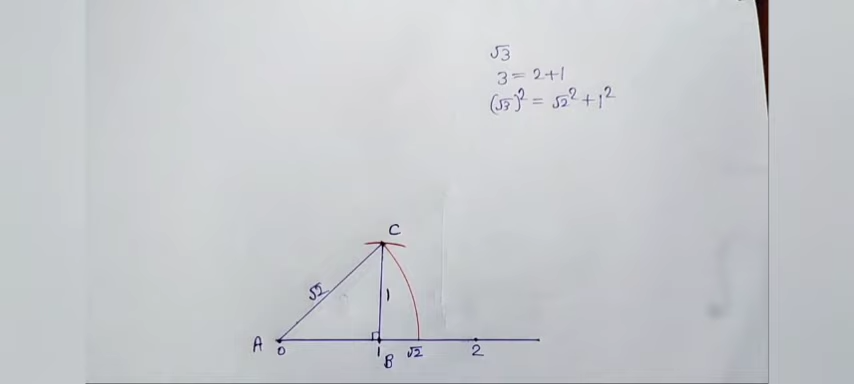 √3
3 = 2+1
(√3)² = √2² + 1²
C
√2
1
A 0 1 B √2 2